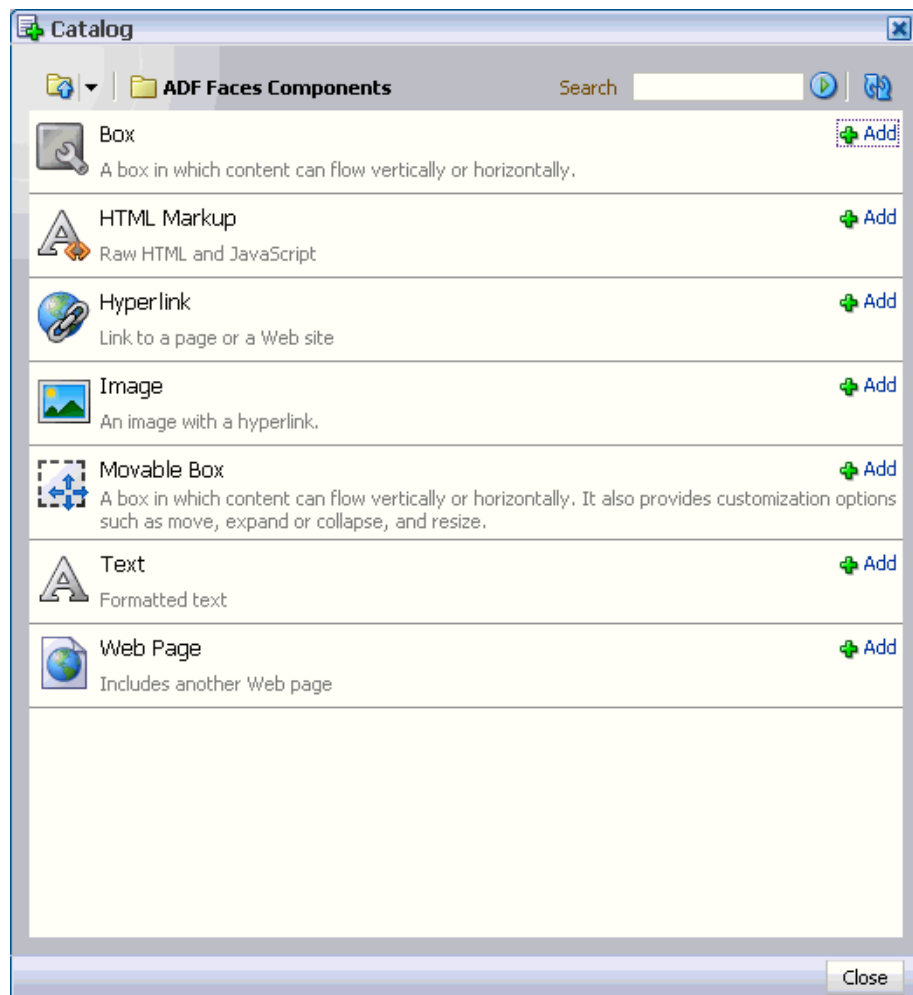 Catalog
ADF Faces Components Search
Box Add
A box in which content can flow vertically or horizontally.
HTML Markup Add
Raw HTML and JavaScript
Hyperlink Add
Link to a page or a Web site
Image Add
An image with a hyperlink.
Movable Box Add
A box in which content can flow vertically or horizontally. It also provides customization options
such as move, expand or collapse, and resize.
Text Add
Formatted text
Web Page Add
Includes another Web page
Close